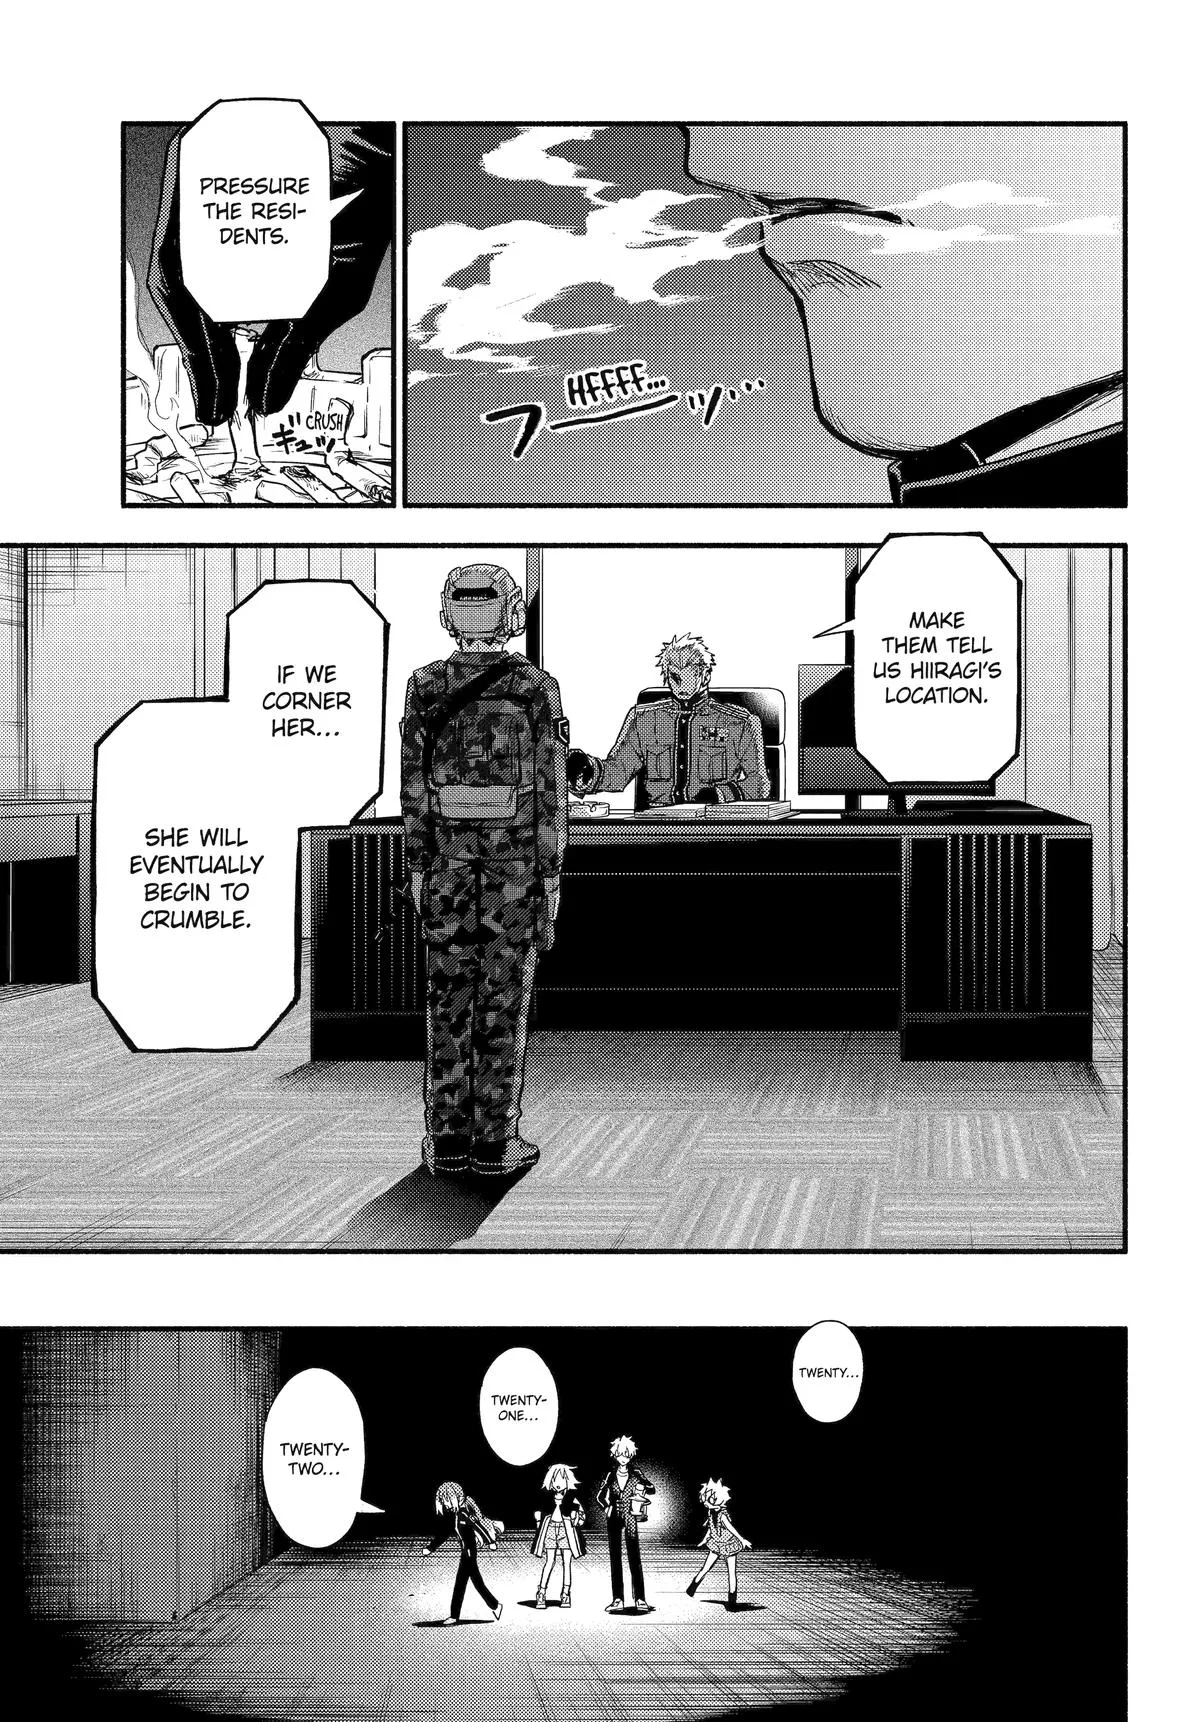 HFFFF...
フーーッ...
PRESSURE
THE RESI-
DENTS.
CRUSH
ギュッ
MAKE
THEM TELL
US HIIRAGI'S
LOCATION.
IF WE
CORNER
HER...
SHE WILL
EVENTUALLY
BEGIN TO
CRUMBLE.
TWENTY...
TWENTY-
ONE...
TWENTY-
TWO...